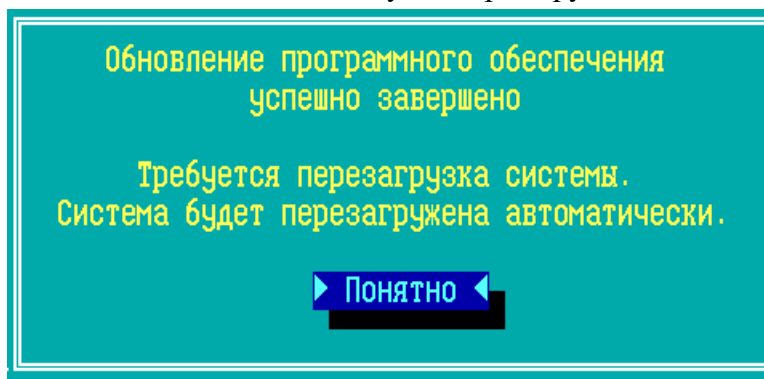 Обновление программного обеспечения
успешно завершено
Требуется перезагрузка системы.
Система будет перезагружена автоматически.
Понятно